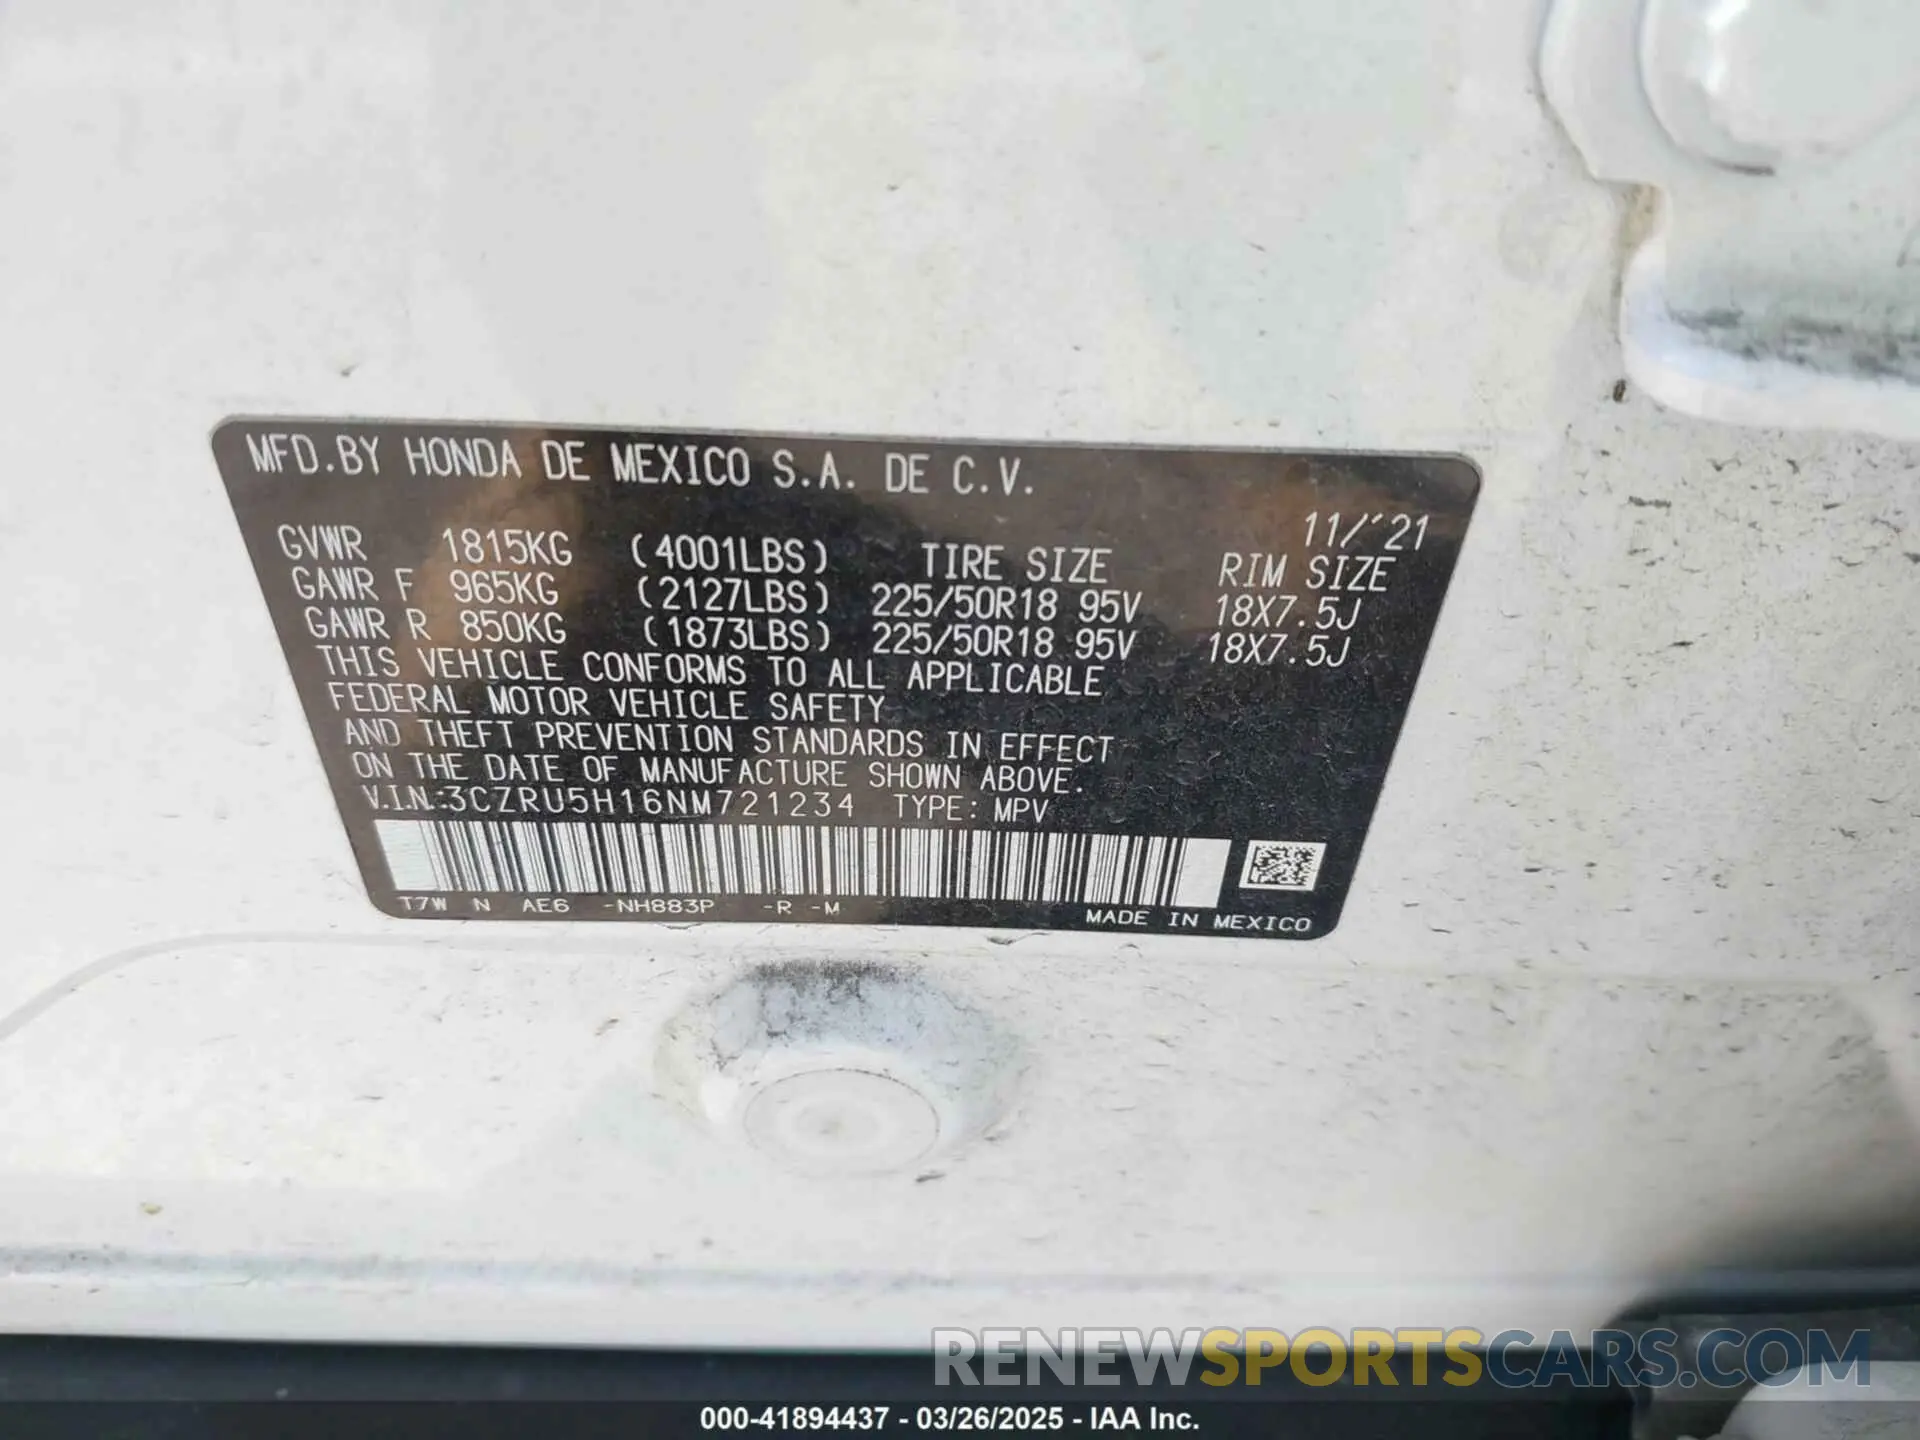 MFD.BY HONDA DE MEXICO S.A. DE C.V.
11/'21
GVWR 1815KG (4001LBS) TIRE SIZE RIM SIZE
GAWR F 965KG (2127LBS) 225/50R18 95V 18X7.5J
GAWR R 850KG (1873LBS) 225/50R18 95V 18X7.5J
THIS VEHICLE CONFORMS TO ALL APPLICABLE
FEDERAL MOTOR VEHICLE SAFETY
AND THEFT PREVENTION STANDARDS IN EFFECT
ON THE DATE OF MANUFACTURE SHOWN ABOVE.
V.I.N.:3CZRU5H16NM721234 TYPE: MPV
T7W N AE6 -NH883P -R -M
MADE IN MEXICO
RENEWSPORTSCARS.COM
000-41894437 - 03/26/2025 - IAA Inc.